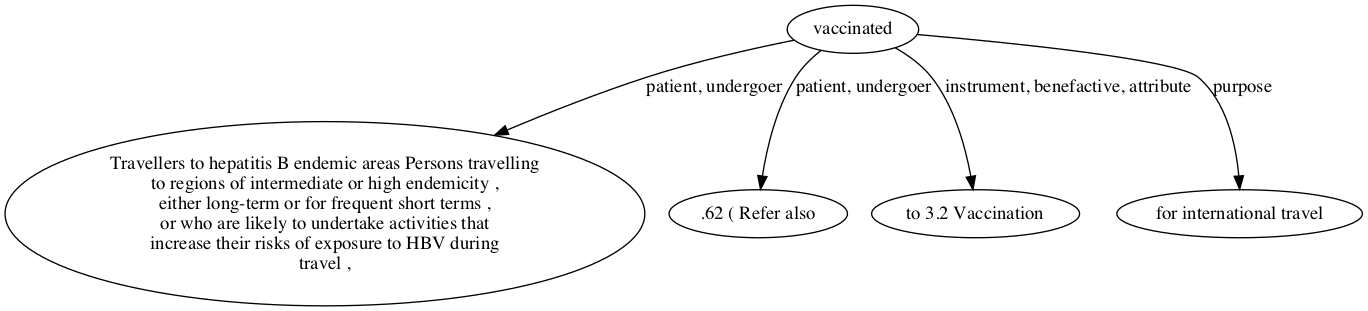 vaccinated
patient, undergoer
patient, undergoer
instrument, benefactive, attribute
purpose
Travellers to hepatitis B endemic areas Persons travelling
to regions of intermediate or high endemicity ,
either long-term or for frequent short terms ,
or who are likely to undertake activities that
increase their risks of exposure to HBV during
travel ,
.62 ( Refer also
to 3.2 Vaccination
for international travel